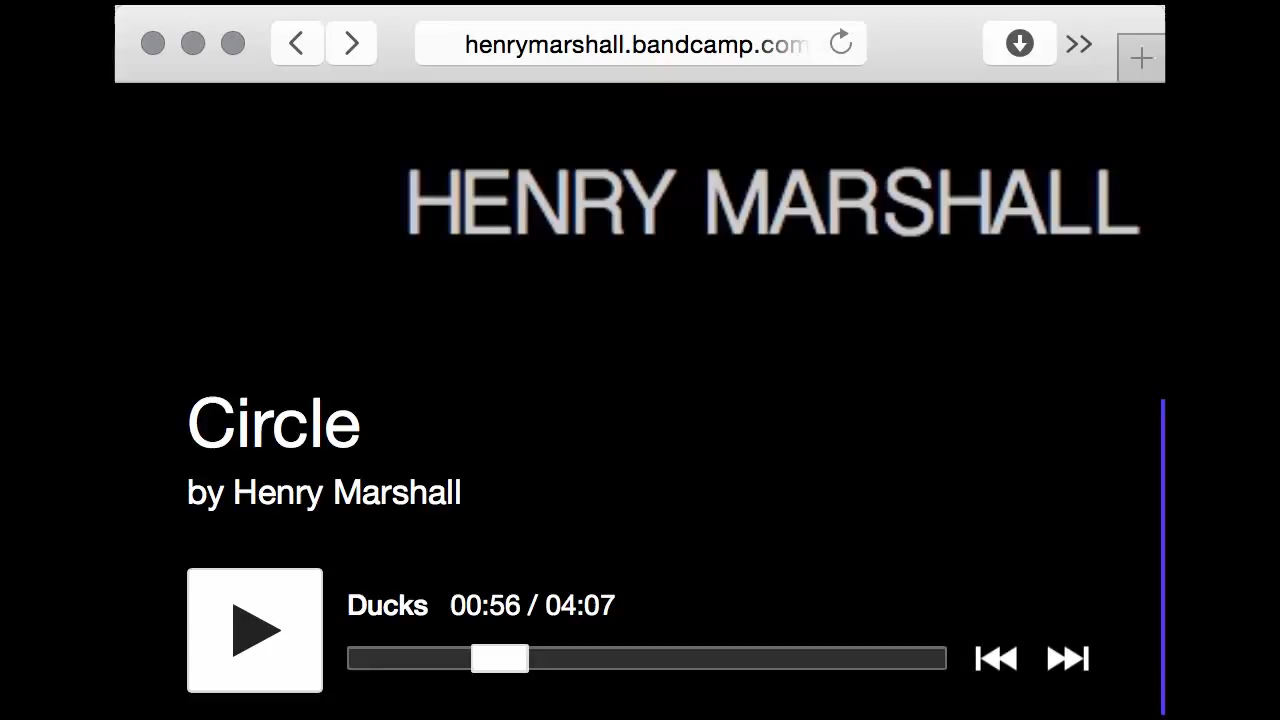 henrymarshall.bandcamp.com
HENRY MARSHALL
Circle
by Henry Marshall
Ducks 00:56 / 04:07